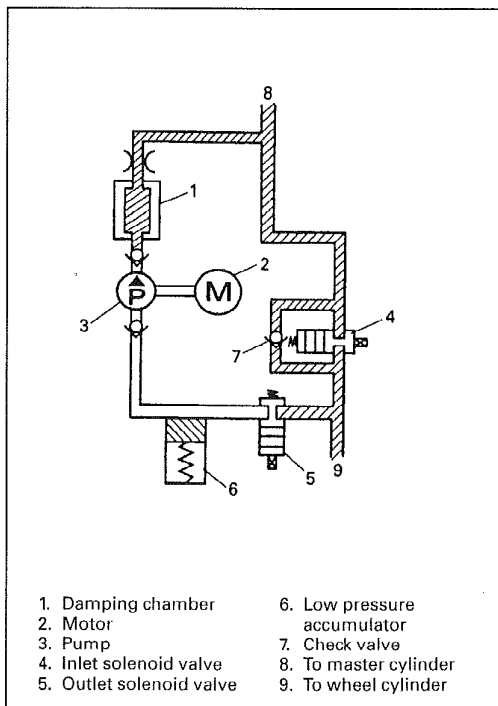 8
1
2
M
P
3
4
7
9
5
6
1. Damping chamber
2. Motor
3. Pump
4. Inlet solenoid valve
5. Outlet solenoid valve
6. Low pressure
accumulator
7. Check valve
8. To master cylinder
9. To wheel cylinder